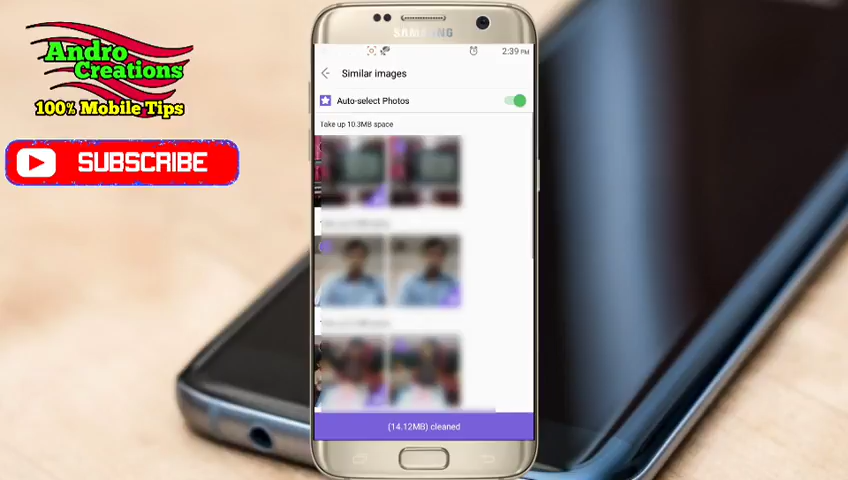 Andro
Creations
100% Mobile Tips
SUBSCRIBE
SAMSUNG
2:39 PM
Similar images
Auto-select Photos
Take up 10.3MB space
(14.12MB) cleaned